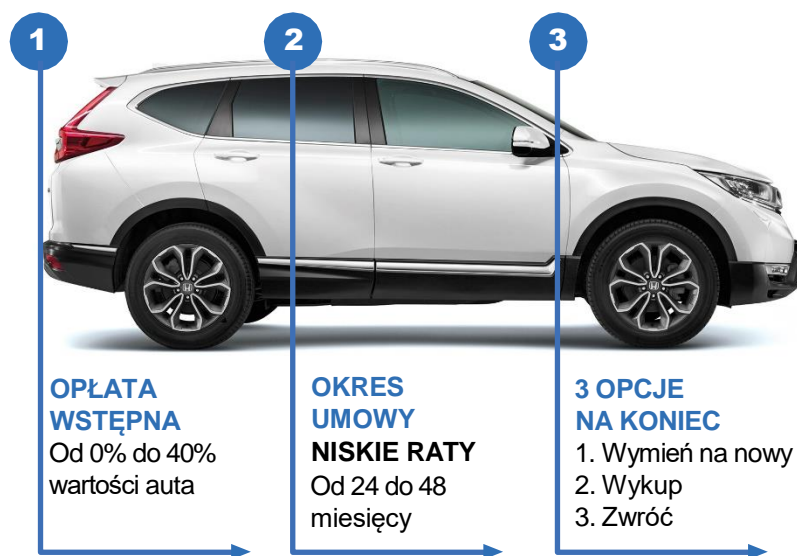 1
2
3
OPŁATA
WSTĘPNA
Od 0% do 40%
wartości auta
OKRES
UMOWY
NISKIE RATY
Od 24 do 48
miesięcy
3 OPCJE
NA KONIEC
1. Wymień na nowy
2. Wykup
3. Zwróć